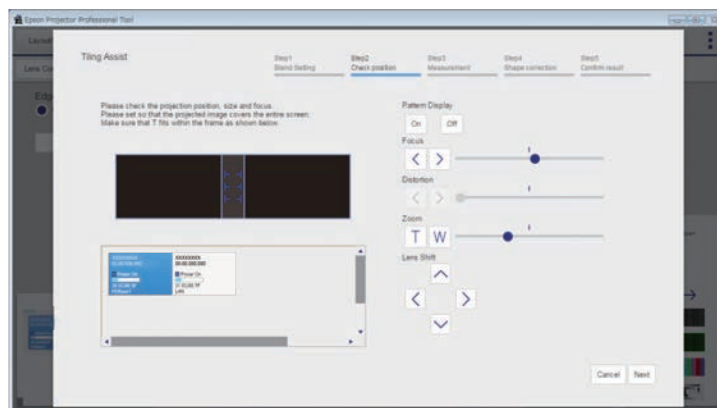 Epson Projector Professional Tool
Tiling Assist
Step1
Blend Setting
Step2
Check position
Step3
Measurement
Step4
Shape correction
Step5
Confirm result
Please check the projection position, size and focus.
Please set so that the projected image covers the entire screen.
Make sure that T fits within the frame as shown below.
Pattern Display
On
Off
Focus
Distortion
Zoom
T
W
Lens Shift
Power On
Power On
Cancel
Next